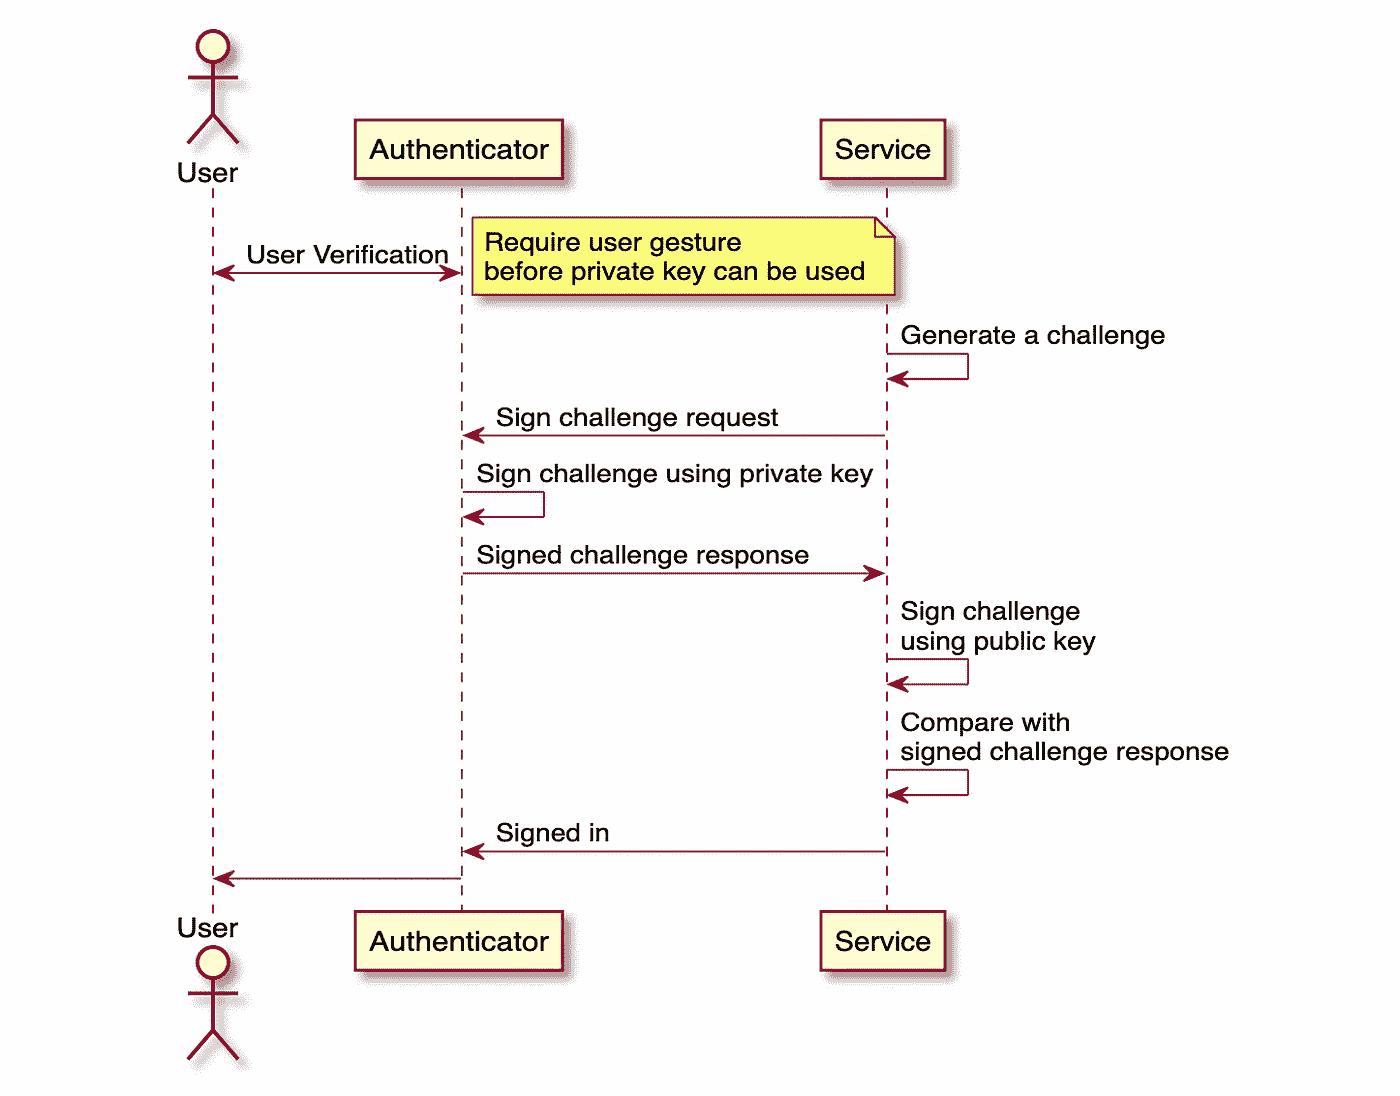 User
Authenticator
Service
User Verification
Require user gesture
before private key can be used
Generate a challenge
Sign challenge request
Sign challenge using private key
Signed challenge response
Sign challenge
using public key
Compare with
signed challenge response
Signed in
User
Authenticator
Service